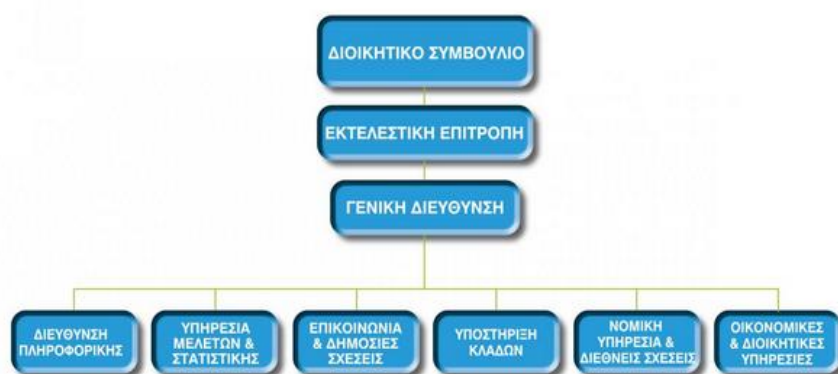 ΔΙΟΙΚΗΤΙΚΟ ΣΥΜΒΟΥΛΙΟ
ΕΚΤΕΛΕΣΤΙΚΗ ΕΠΙΤΡΟΠΗ
ΓΕΝΙΚΗ ΔΙΕΥΘΥΝΣΗ
ΔΙΕΥΘΥΝΣΗ
ΠΛΗΡΟΦΟΡΙΚΗΣ
ΥΠΗΡΕΣΙΑ
ΜΕΛΕΤΩΝ &
ΣΤΑΤΙΣΤΙΚΗΣ
ΕΠΙΚΟΙΝΩΝΙΑ
& ΔΗΜΟΣΙΕΣ
ΣΧΕΣΕΙΣ
ΥΠΟΣΤΗΡΙΞΗ
ΚΛΑΔΩΝ
ΝΟΜΙΚΗ
ΥΠΗΡΕΣΙΑ &
ΔΙΕΘΝΕΙΣ ΣΧΕΣΕΙΣ
ΟΙΚΟΝΟΜΙΚΕΣ
& ΔΙΟΙΚΗΤΙΚΕΣ
ΥΠΗΡΕΣΙΕΣ